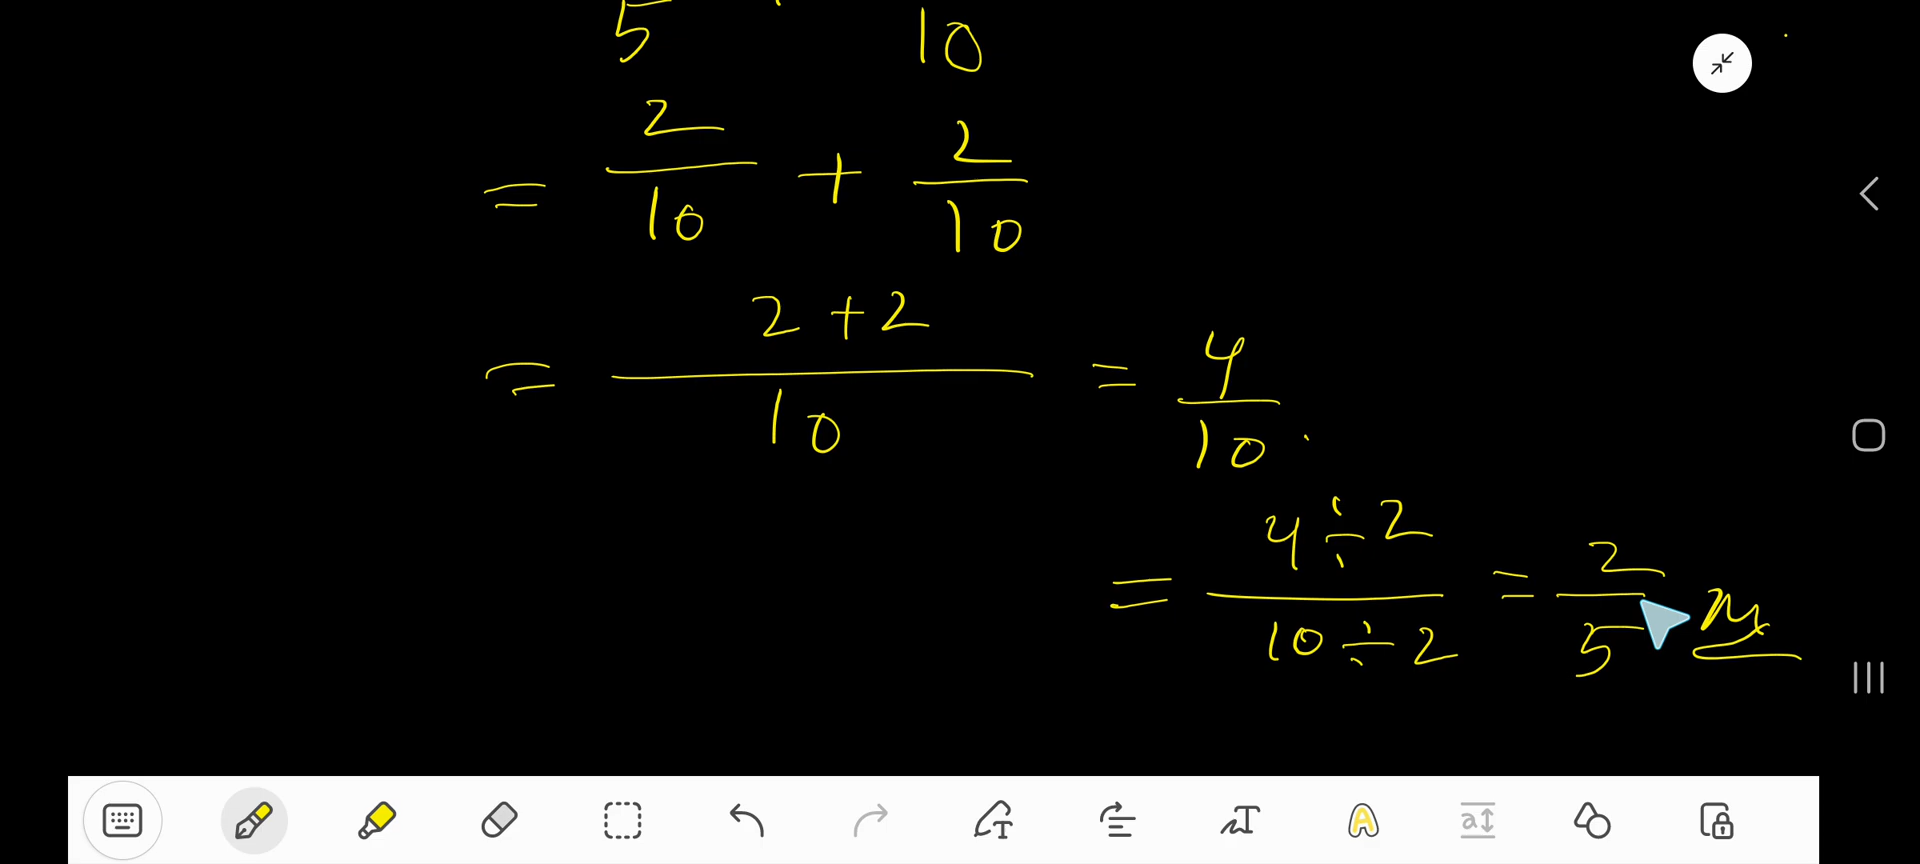 5 10
= 2/10 + 2/10
= 2 + 2/10 = 4/10
= 4 ÷ 2/10 ÷ 2 = 2/5